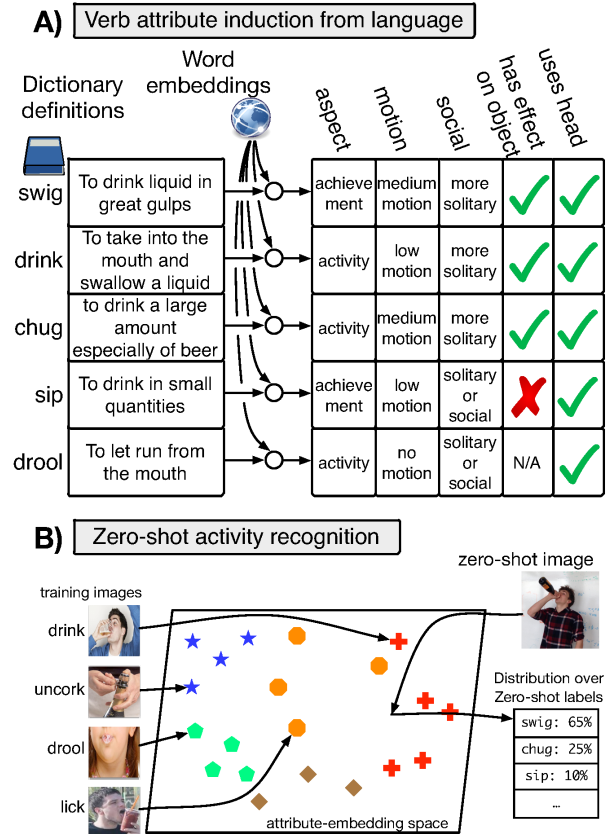 A) Verb attribute induction from language
Dictionary
definitions
Word
embeddings
aspect
motion
social
has effect
on object
uses head
swig
To drink liquid in
great gulps
achieve
ment
medium
motion
more
solitary
drink
To take into the
mouth and
swallow a liquid
activity
low
motion
more
solitary
chug
to drink a large
amount
especially of beer
activity
medium
motion
more
solitary
sip
To drink in small
quantities
achieve
ment
low
motion
solitary
or
social
drool
To let run from
the mouth
activity
no
motion
solitary
or
social
N/A
B) Zero-shot activity recognition
zero-shot image
training images
drink
uncork
drool
lick
attribute-embedding space
Distribution over
Zero-shot labels
swig: 65%
chug: 25%
sip: 10%
…